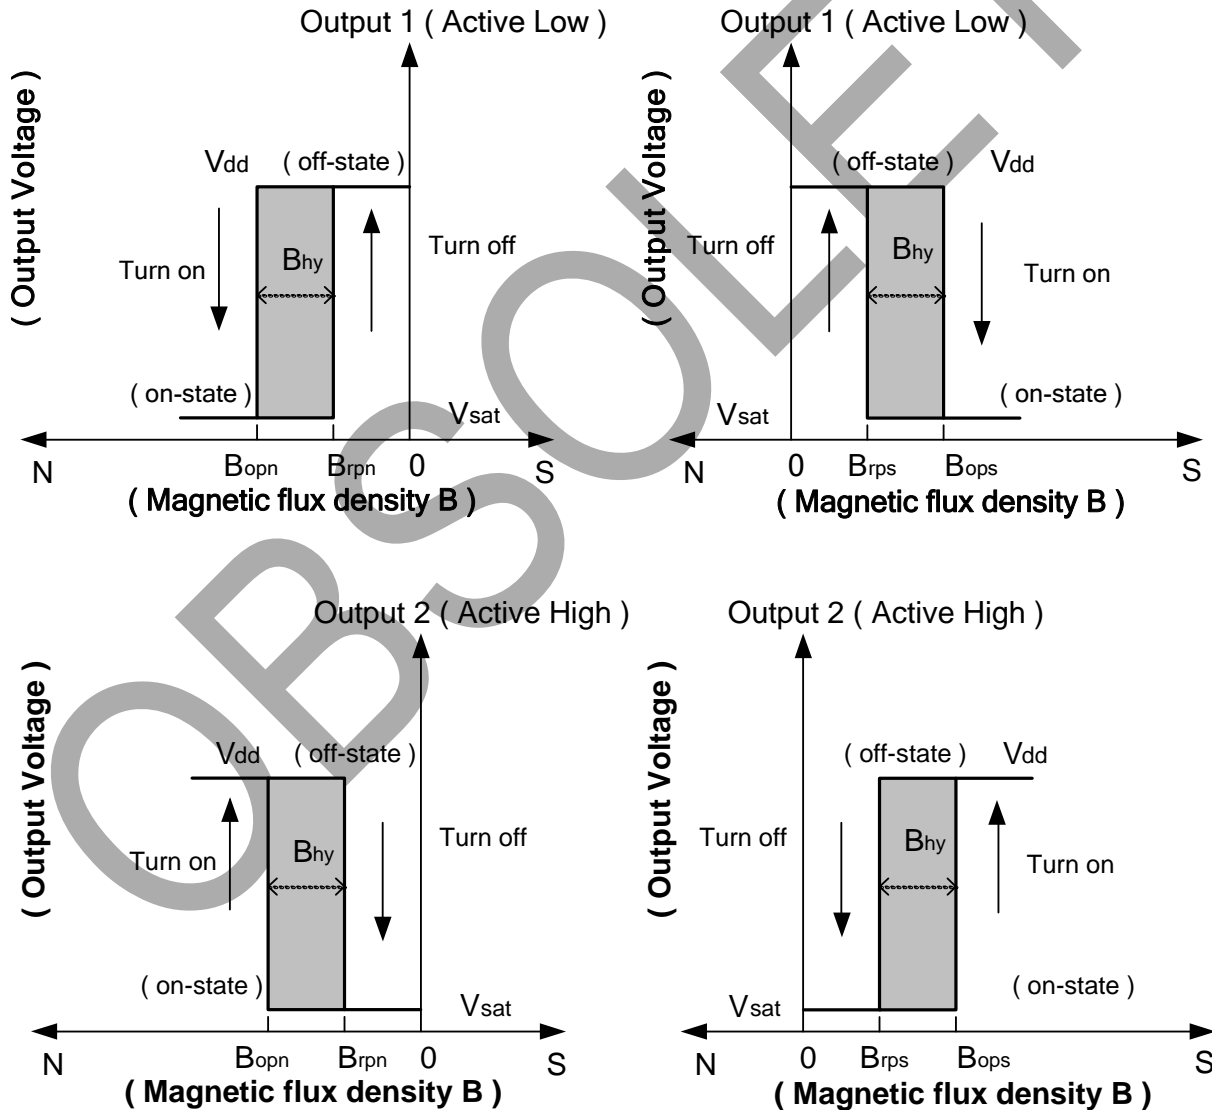 Output 1 ( Active Low )
( Output Voltage )
Vdd
( off-state )
Turn on
Bhy
Turn off
( on-state )
Vsat
N
Bopn
Brpn
0
S
( Magnetic flux density B )
Output 1 ( Active Low )
( Output Voltage )
( off-state )
Vdd
Turn off
Bhy
Turn on
( on-state )
Vsat
N
0
Brps
Bops
S
( Magnetic flux density B )
Output 2 ( Active High )
( Output Voltage )
Vdd
( off-state )
Turn on
Bhy
Turn off
( on-state )
Vsat
N
Bopn
Brpn
0
S
( Magnetic flux density B )
Output 2 ( Active High )
( Output Voltage )
( off-state )
Vdd
Turn off
Bhy
Turn on
( on-state )
Vsat
N
0
Brps
Bops
S
( Magnetic flux density B )
OBSOLET